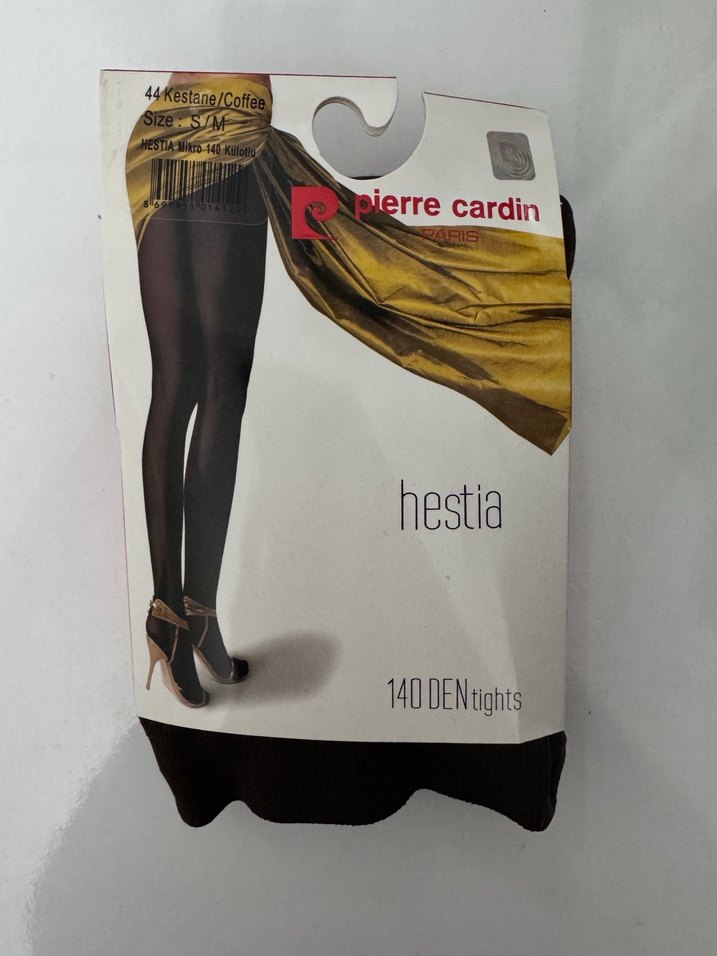 44 Kestane/Coffee
Size : S/M
HESTIA Mikro 140 Külotlu
pierre cardin
PARIS
hestia
140 DEN tights